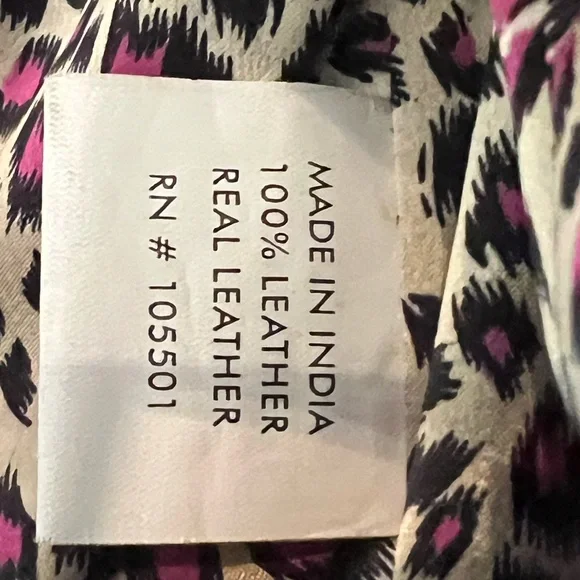 MADE IN INDIA
100% LEATHER
REAL LEATHER
RN # 105501